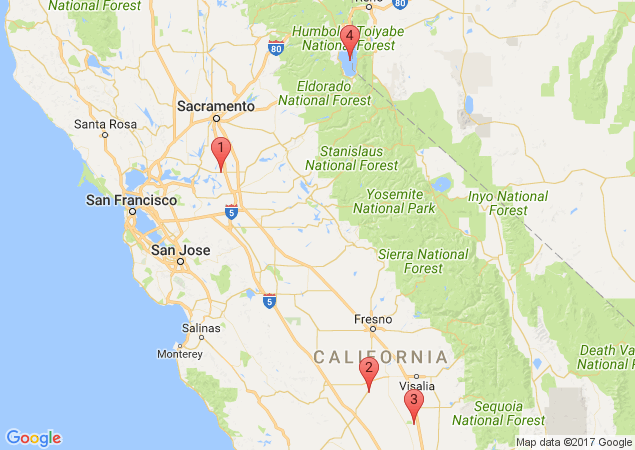 National Forest
80
Reno
80
Humboldt Toiyabe
National Forest
4
Eldorado
National Forest
Sacramento
Santa Rosa
1
Stanislaus
National Forest
Yosemite
National Park
Inyo National
Forest
San Francisco
5
San Jose
Sierra National
Forest
5
Salinas
Fresno
Monterey
CALIFORNIA
Death Va
National P
2
Visalia
3
Sequoia
National Forest
Google
Map data ©2017 Google